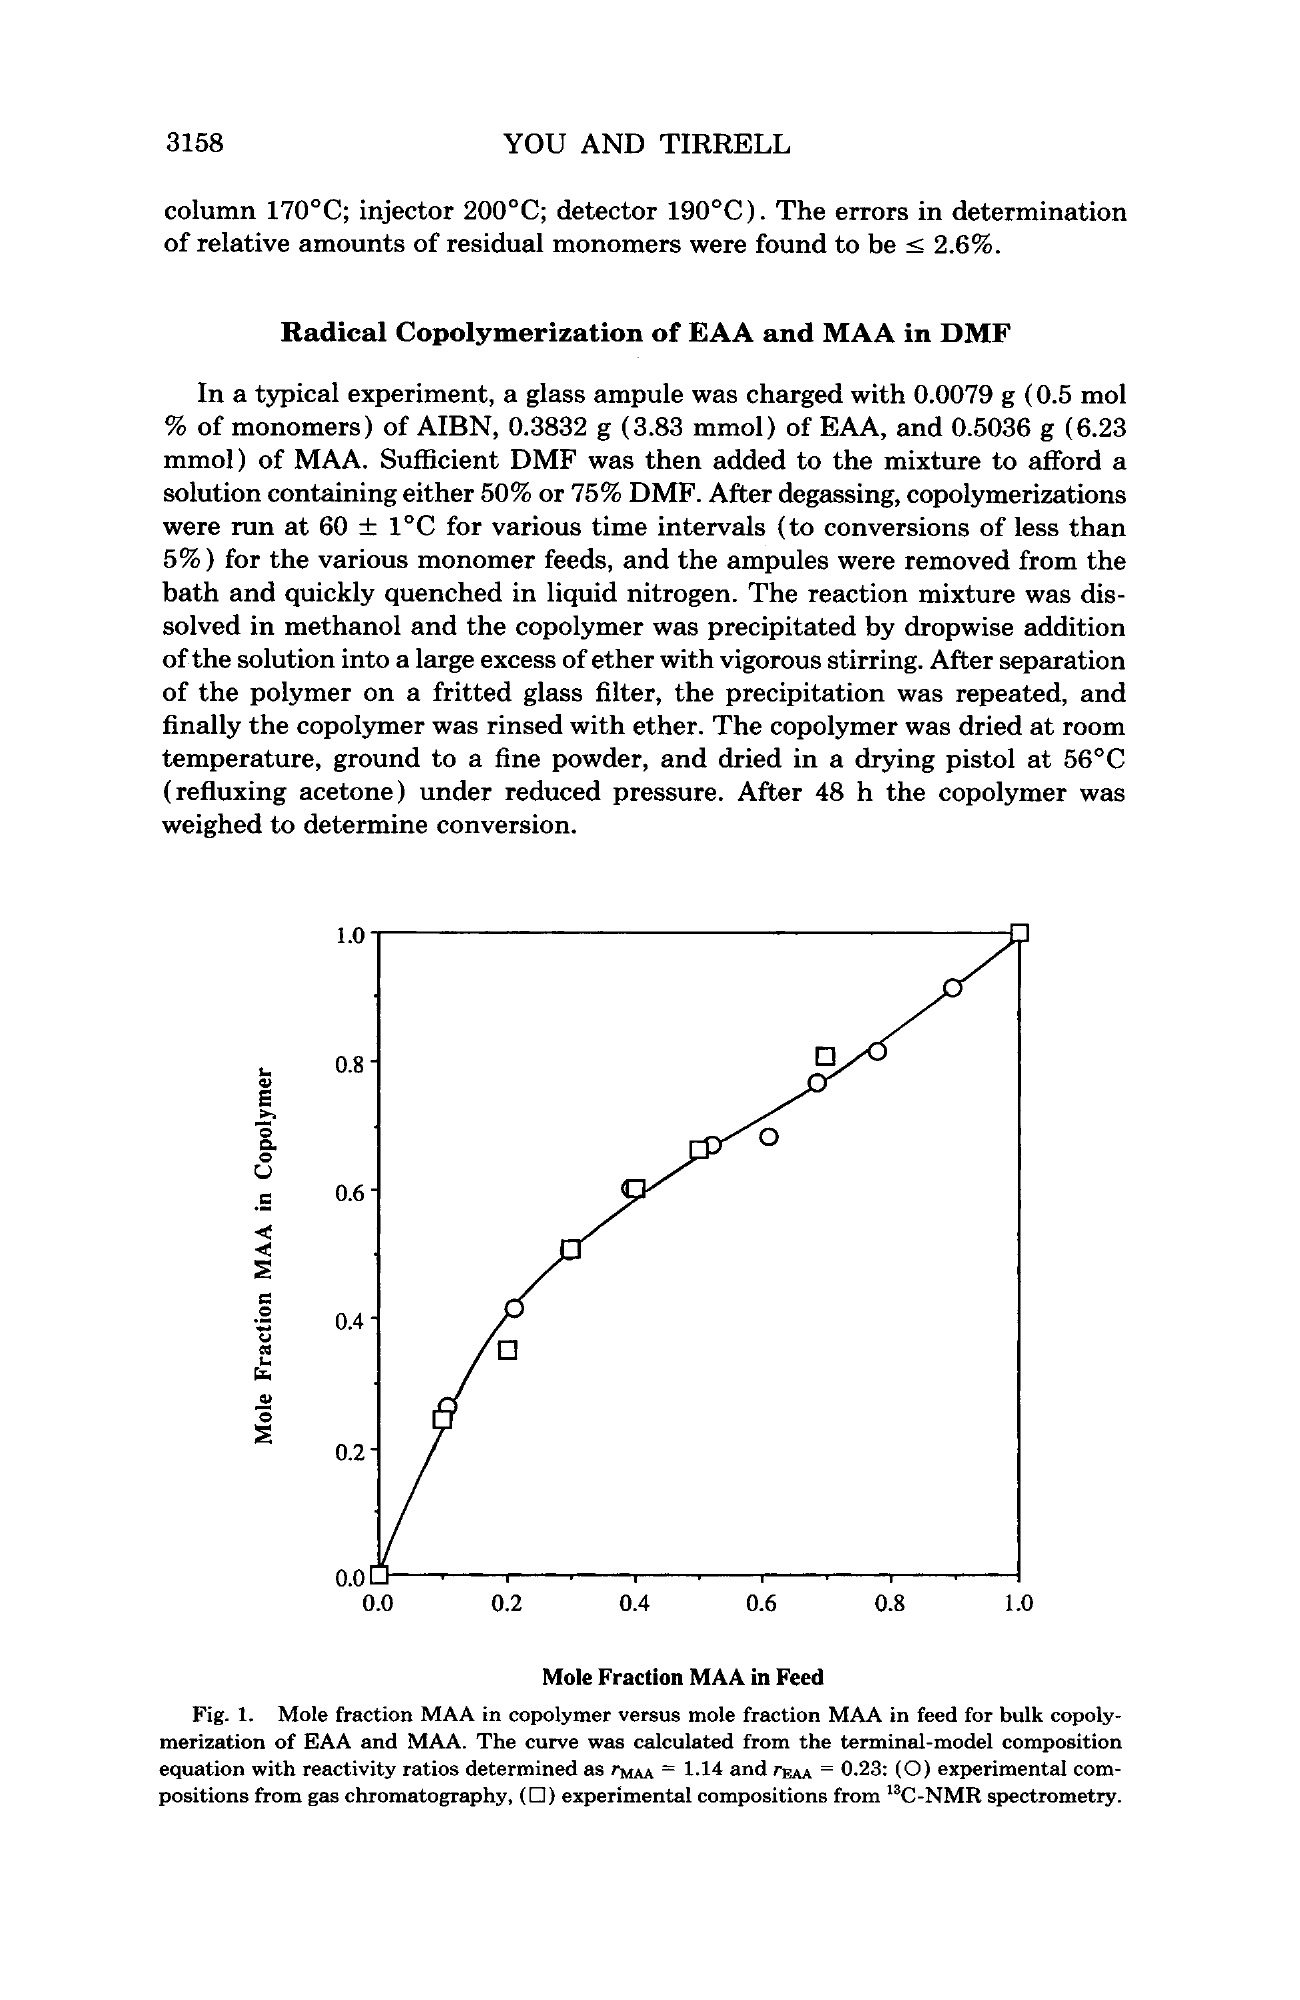 3158 YOU AND TIRRELL
column 170°C; injector 200°C; detector 190°C). The errors in determination
of relative amounts of residual monomers were found to be ≤ 2.6%.
Radical Copolymerization of EAA and MAA in DMF
In a typical experiment, a glass ampule was charged with 0.0079 g (0.5 mol
% of monomers) of AIBN, 0.3832 g (3.83 mmol) of EAA, and 0.5036 g (6.23
mmol) of MAA. Sufficient DMF was then added to the mixture to afford a
solution containing either 50% or 75% DMF. After degassing, copolymerizations
were run at 60 ± 1°C for various time intervals (to conversions of less than
5%) for the various monomer feeds, and the ampules were removed from the
bath and quickly quenched in liquid nitrogen. The reaction mixture was dis-
solved in methanol and the copolymer was precipitated by dropwise addition
of the solution into a large excess of ether with vigorous stirring. After separation
of the polymer on a fritted glass filter, the precipitation was repeated, and
finally the copolymer was rinsed with ether. The copolymer was dried at room
temperature, ground to a fine powder, and dried in a drying pistol at 56°C
(refluxing acetone) under reduced pressure. After 48 h the copolymer was
weighed to determine conversion.
Mole Fraction MAA in Copolymer
1.0
0.8
0.6
0.4
0.2
0.0
0.0 0.2 0.4 0.6 0.8 1.0
Mole Fraction MAA in Feed
Fig. 1. Mole fraction MAA in copolymer versus mole fraction MAA in feed for bulk copoly-
merization of EAA and MAA. The curve was calculated from the terminal-model composition
equation with reactivity ratios determined as rMAA = 1.14 and rEAA = 0.23: (○) experimental com-
positions from gas chromatography, (□) experimental compositions from ¹³C-NMR spectrometry.